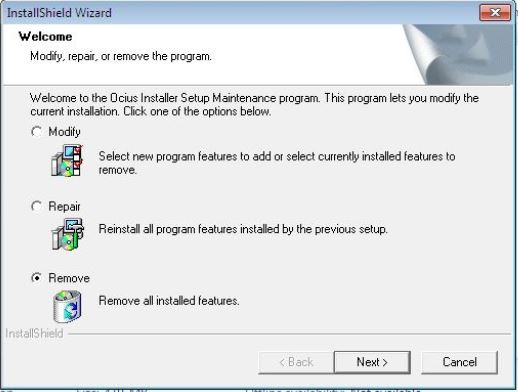 InstallShield Wizard
Welcome
Modify, repair, or remove the program.
Welcome to the Ocius Installer Setup Maintenance program. This program lets you modify the
current installation. Click one of the options below.
Modify
Select new program features to add or select currently installed features to
remove.
Repair
Reinstall all program features installed by the previous setup.
Remove
Remove all installed features.
InstallShield
< Back Next > Cancel